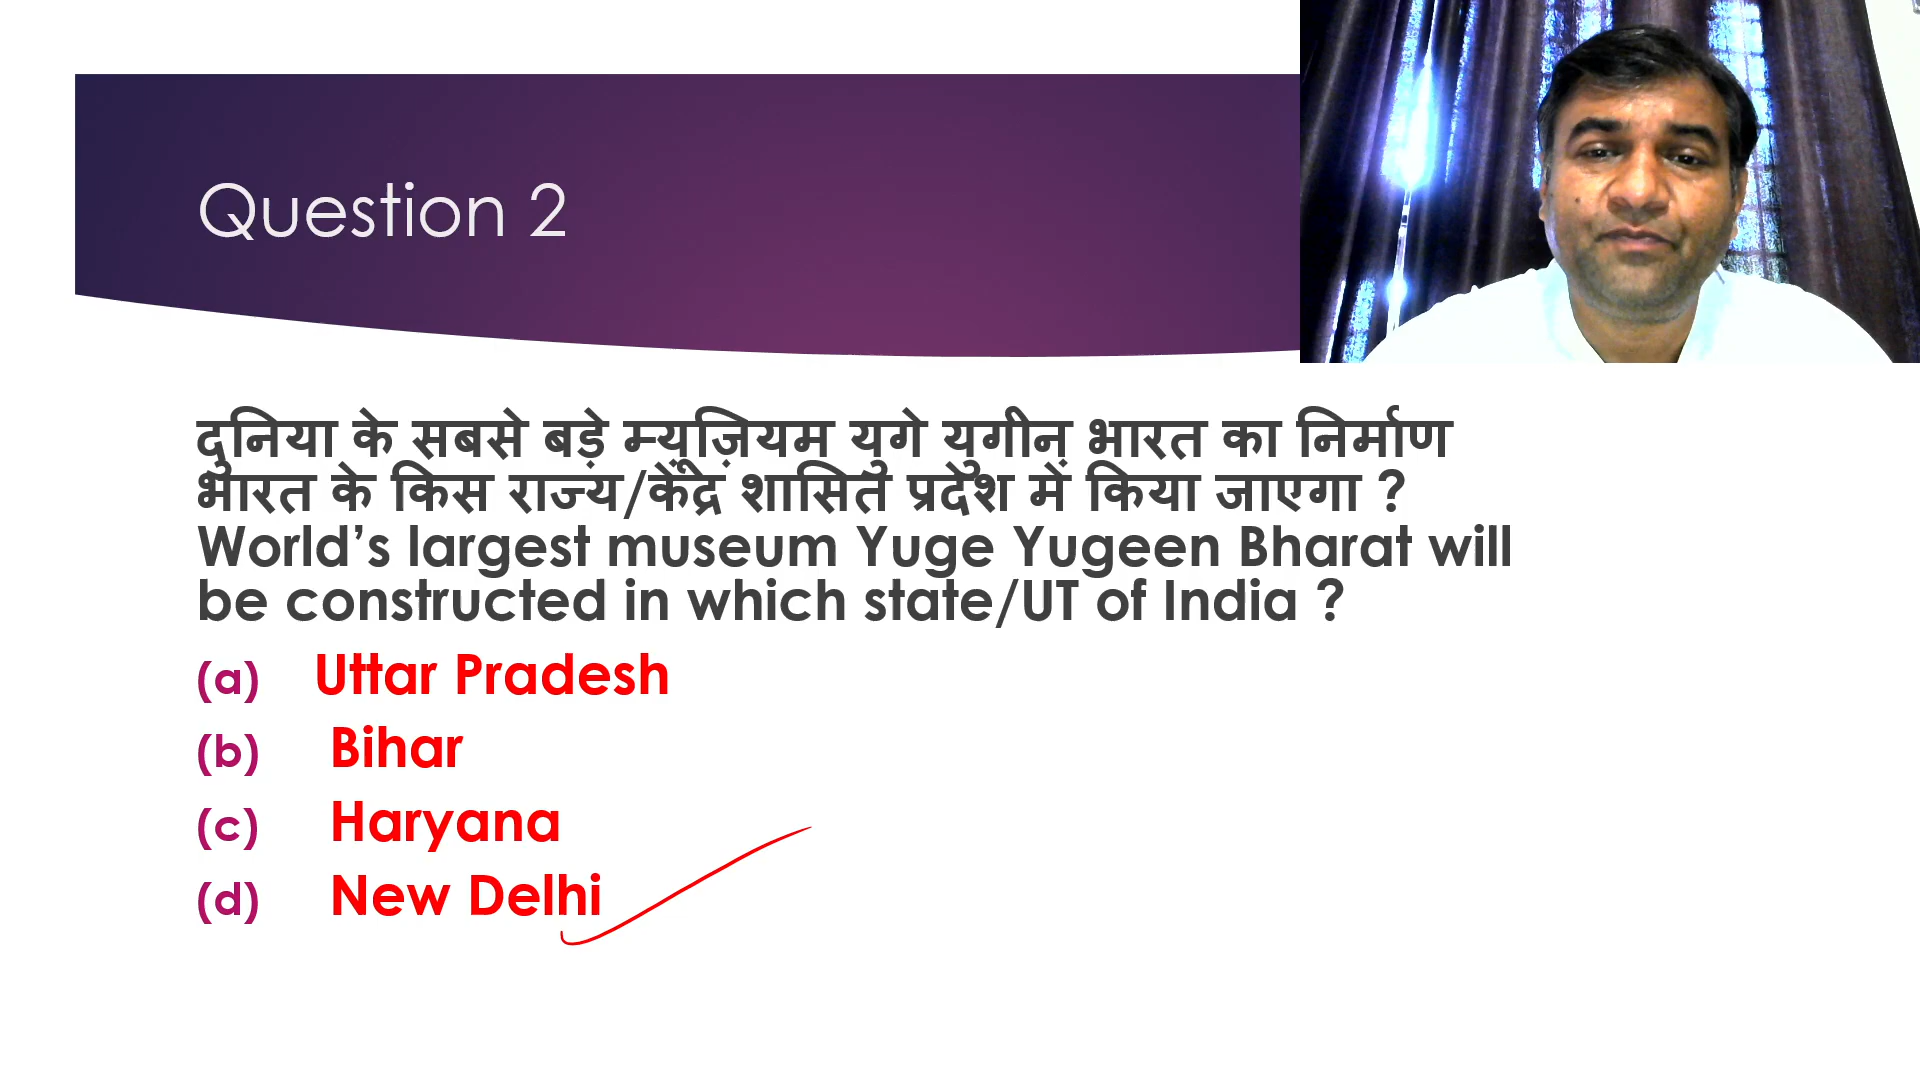 Question 2
दुनिया के सबसे बड़े म्यूज़ियम युगे युगीन भारत का निर्माण
भारत के किस राज्य/केंद्र शासित प्रदेश में किया जाएगा ?
World’s largest museum Yuge Yugeen Bharat will
be constructed in which state/UT of India ?
(a) Uttar Pradesh
(b) Bihar
(c) Haryana
(d) New Delhi